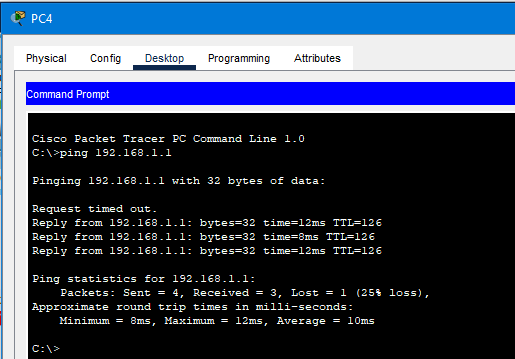 PC4
Physical Config Desktop Programming Attributes
Command Prompt
Cisco Packet Tracer PC Command Line 1.0
C:\>ping 192.168.1.1
Pinging 192.168.1.1 with 32 bytes of data:
Request timed out.
Reply from 192.168.1.1: bytes=32 time=12ms TTL=126
Reply from 192.168.1.1: bytes=32 time=8ms TTL=126
Reply from 192.168.1.1: bytes=32 time=12ms TTL=126
Ping statistics for 192.168.1.1:
Packets: Sent = 4, Received = 3, Lost = 1 (25% loss),
Approximate round trip times in milli-seconds:
Minimum = 8ms, Maximum = 12ms, Average = 10ms
C:\>